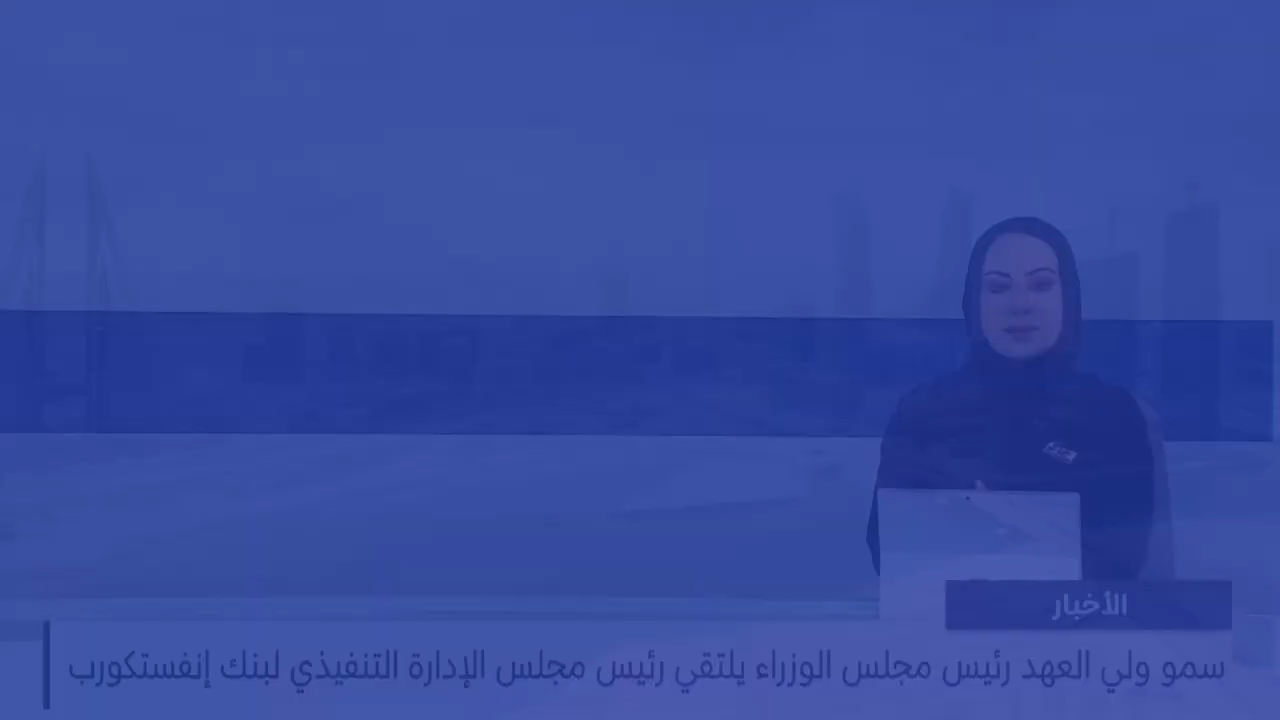 الأخبار
سمو ولي العهد رئيس مجلس الوزراء يلتقي رئيس مجلس الإدارة التنفيذي لبنك إنفستكورب